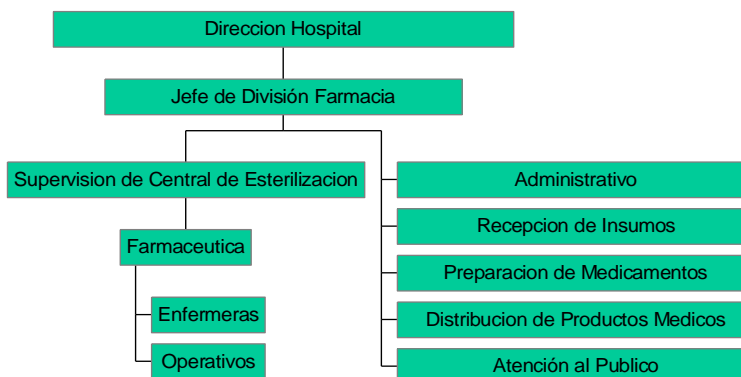 Direccion Hospital
Jefe de División Farmacia
Supervision de Central de Esterilizacion
Farmaceutica
Enfermeras
Operativos
Administrativo
Recepcion de Insumos
Preparacion de Medicamentos
Distribucion de Productos Medicos
Atención al Publico